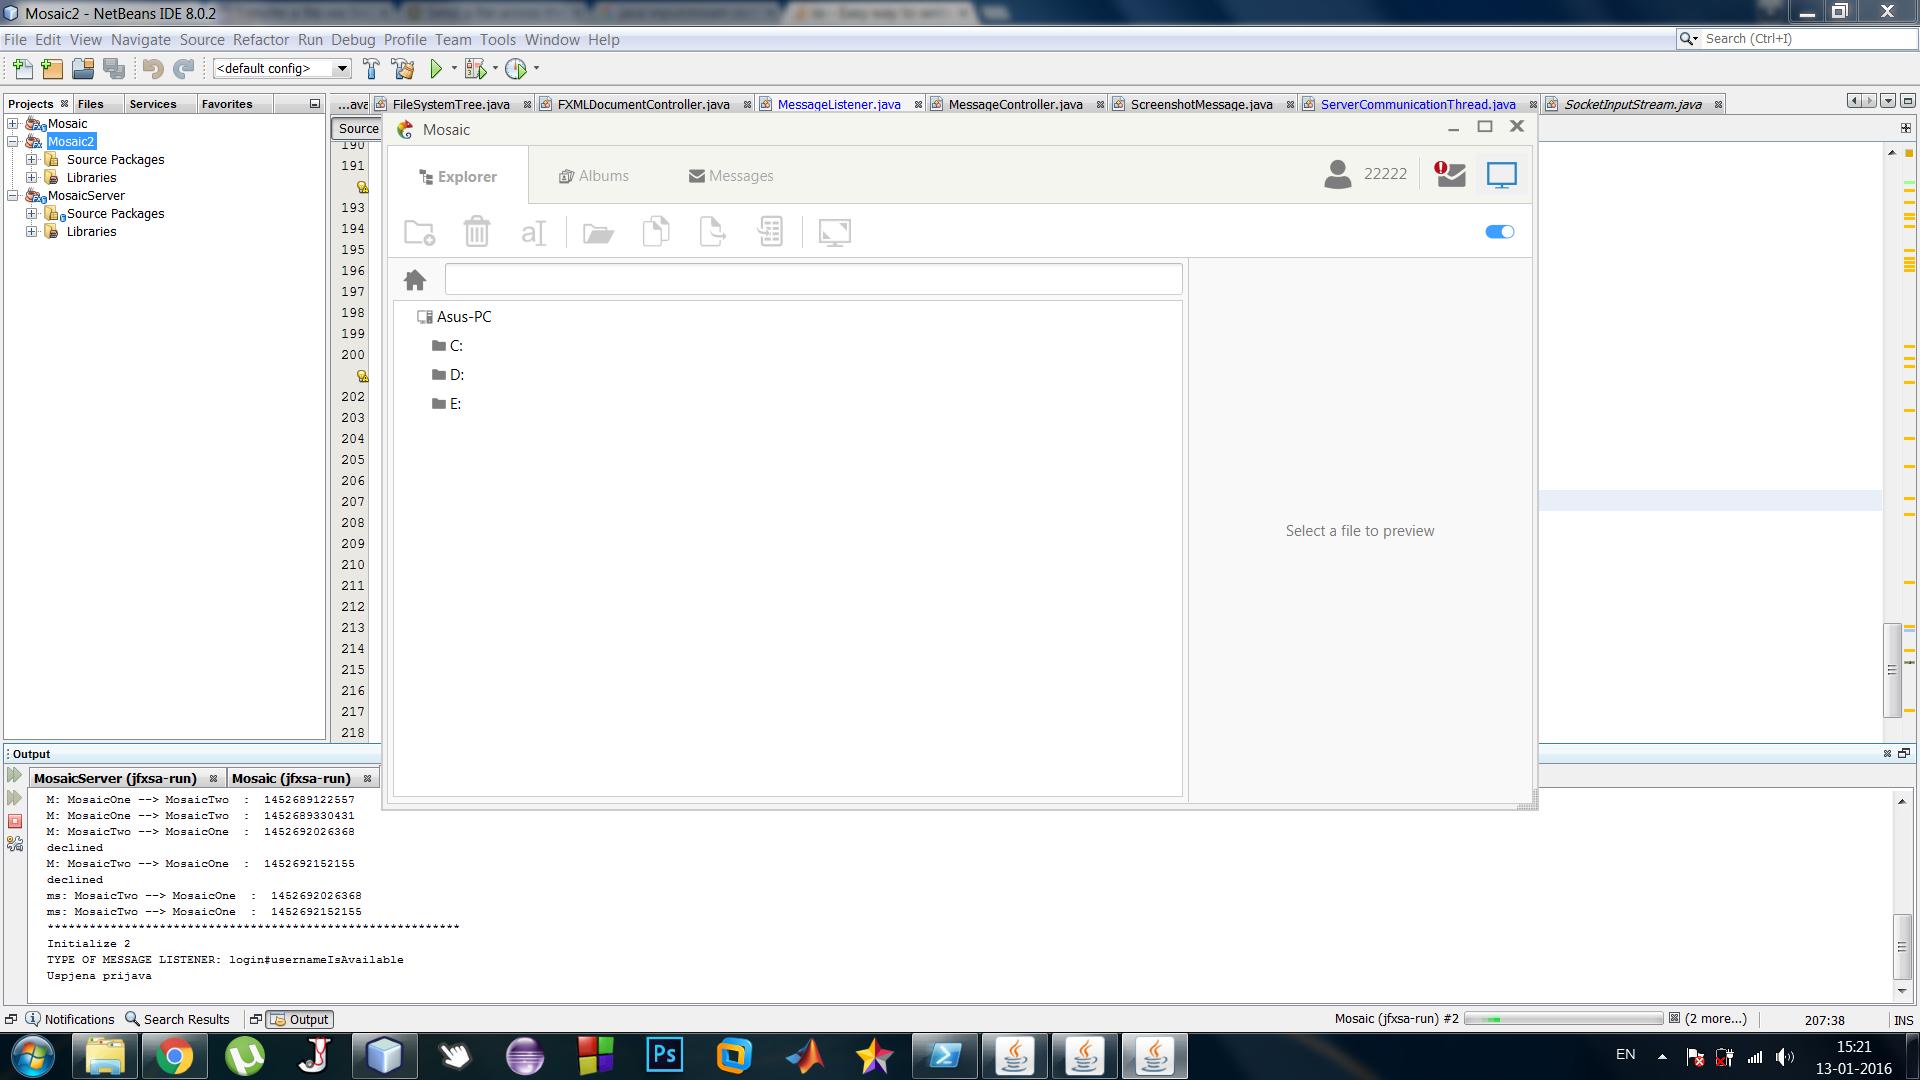 Mosaic2 - NetBeans IDE 8.0.2
File Edit View Navigate Source Refactor Run Debug Profile Team Tools Window Help
Search (Ctrl+I)
<default config>
Projects Files Services Favorites
...ava FileSystemTree.java FXMLDocumentController.java MessageListener.java MessageController.java ScreenshotMessage.java ServerCommunicationThread.java SocketInputStream.java
Mosaic
Mosaic2
Source Packages
Libraries
MosaicServer
Source Packages
Libraries
Source
190
191
193
194
195
196
197
198
199
200
202
203
204
205
206
207
208
209
210
211
212
213
214
215
216
217
218
Mosaic
Explorer Albums Messages
22222
Asus-PC
C:
D:
E:
Select a file to preview
Output
MosaicServer (jfxsa-run) Mosaic (jfxsa-run)
M: MosaicOne --> MosaicTwo : 1452689122557
M: MosaicOne --> MosaicTwo : 1452689330431
M: MosaicTwo --> MosaicOne : 1452692026368
declined
M: MosaicTwo --> MosaicOne : 1452692152155
declined
ms: MosaicTwo --> MosaicOne : 1452692026368
ms: MosaicTwo --> MosaicOne : 1452692152155
***********************************************************
Initialize 2
TYPE OF MESSAGE LISTENER: login#usernameIsAvailable
Uspjena prijava
Notifications Search Results Output
Mosaic (jfxsa-run) #2 (2 more...) 207:38 INS
Ps
EN
15:21
13-01-2016